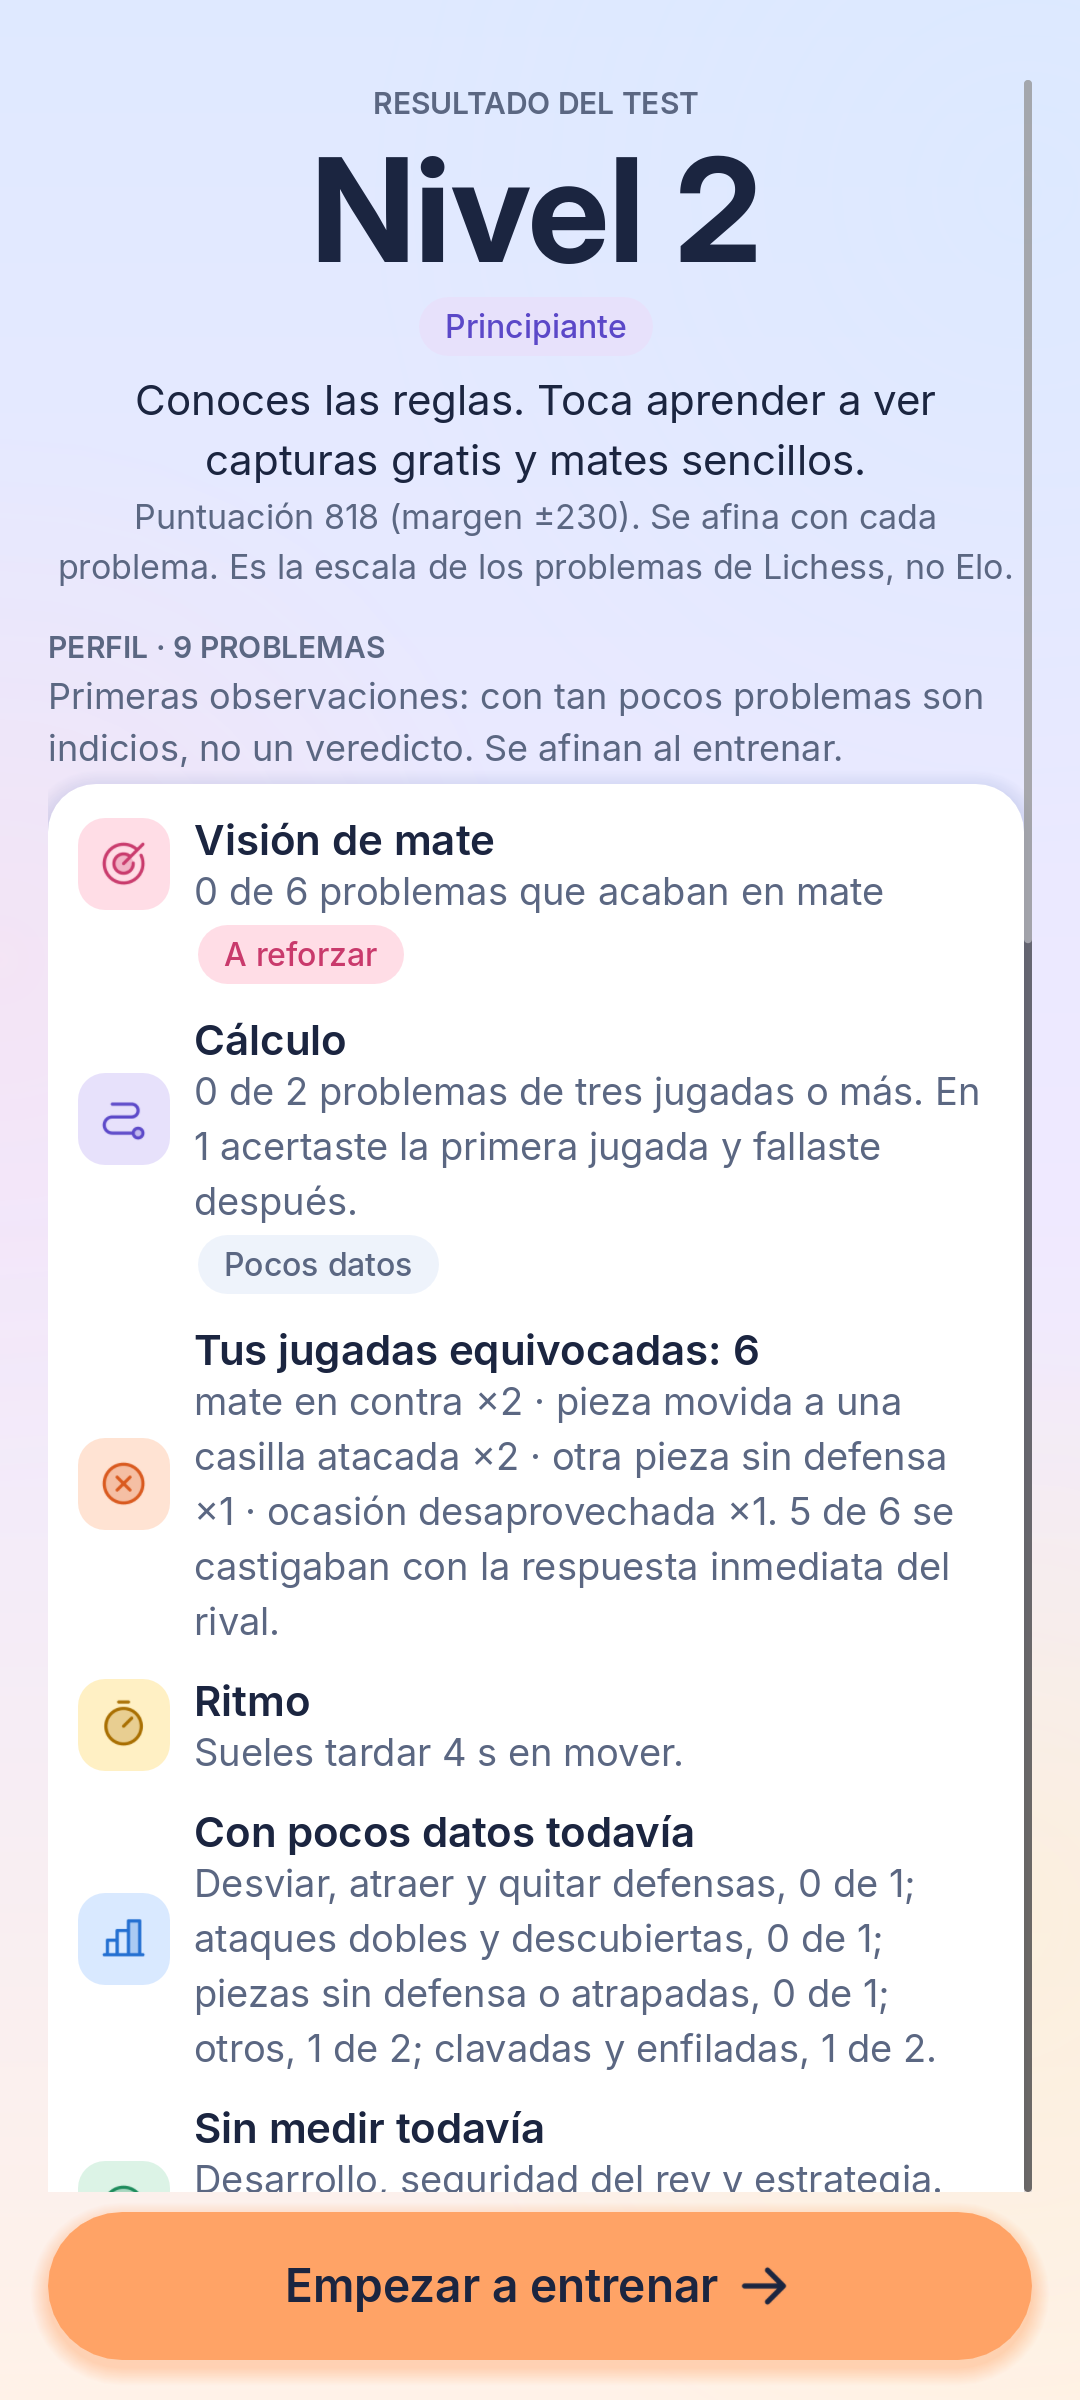 RESULTADO DEL TEST
Nivel 2
Principiante
Conoces las reglas. Toca aprender a ver
capturas gratis y mates sencillos.
Puntuación 818 (margen ±230). Se afina con cada
problema. Es la escala de los problemas de Lichess, no Elo.
PERFIL · 9 PROBLEMAS
Primeras observaciones: con tan pocos problemas son
indicios, no un veredicto. Se afinan al entrenar.
Visión de mate
0 de 6 problemas que acaban en mate
A reforzar
Cálculo
0 de 2 problemas de tres jugadas o más. En
1 acertaste la primera jugada y fallaste
después.
Pocos datos
Tus jugadas equivocadas: 6
mate en contra ×2 · pieza movida a una
casilla atacada ×2 · otra pieza sin defensa
×1 · ocasión desaprovechada ×1. 5 de 6 se
castigaban con la respuesta inmediata del
rival.
Ritmo
Sueles tardar 4 s en mover.
Con pocos datos todavía
Desviar, atraer y quitar defensas, 0 de 1;
ataques dobles y descubiertas, 0 de 1;
piezas sin defensa o atrapadas, 0 de 1;
otros, 1 de 2; clavadas y enfiladas, 1 de 2.
Sin medir todavía
Desarrollo, seguridad del rey y estrategia.
Empezar a entrenar →